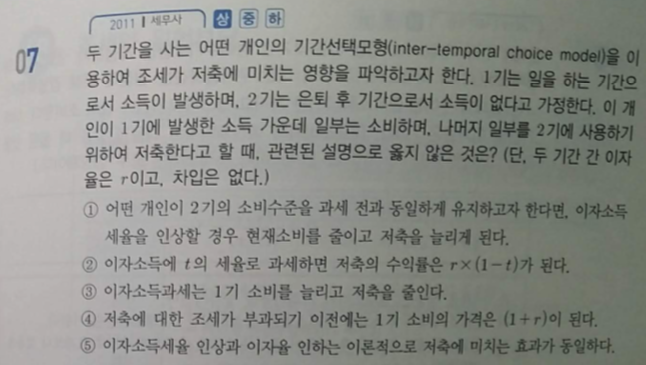 2011 | 세무사 상 중 하
07 두 기간을 사는 어떤 개인의 기간선택모형(inter-temporal choice model)을 이
용하여 조세가 저축에 미치는 영향을 파악하고자 한다. 1기는 일을 하는 기간으
로서 소득이 발생하며, 2기는 은퇴 후 기간으로서 소득이 없다고 가정한다. 이 개
인이 1기에 발생한 소득 가운데 일부는 소비하며, 나머지 일부를 2기에 사용하기
위하여 저축한다고 할 때, 관련된 설명으로 옳지 않은 것은? (단, 두 기간 간 이자
율은 r이고, 차입은 없다.)
① 어떤 개인이 2기의 소비수준을 과세 전과 동일하게 유지하고자 한다면, 이자소득
세율을 인상할 경우 현재소비를 줄이고 저축을 늘리게 된다.
② 이자소득에 t의 세율로 과세하면 저축의 수익률은 r×(1-t)가 된다.
③ 이자소득과세는 1기 소비를 늘리고 저축을 줄인다.
④ 저축에 대한 조세가 부과되기 이전에는 1기 소비의 가격은 (1+r)이 된다.
⑤ 이자소득세율 인상과 이자율 인하는 이론적으로 저축에 미치는 효과가 동일하다.